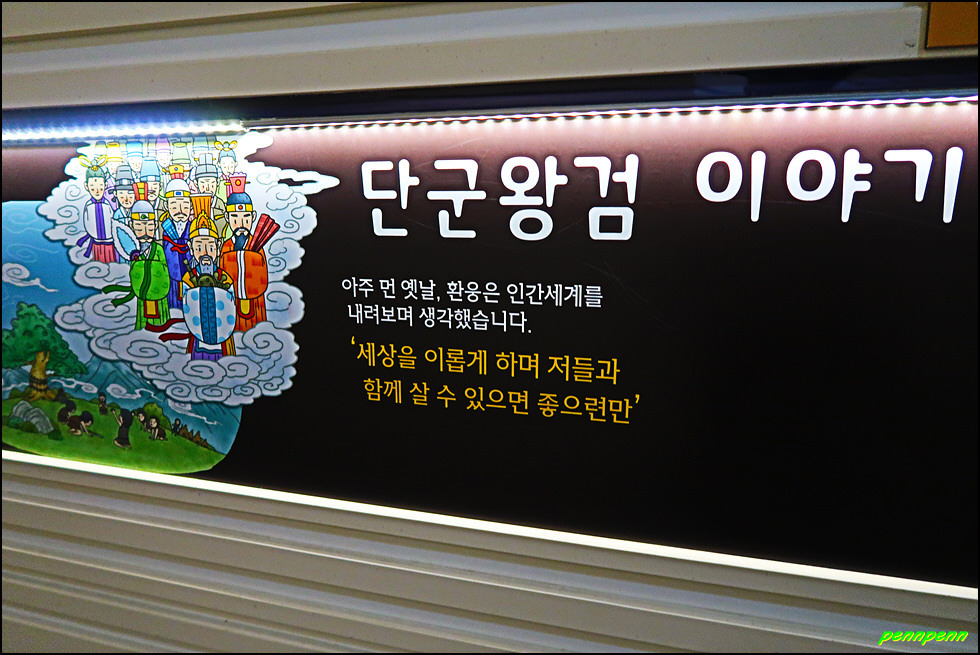 단군왕검 이야기
아주 먼 옛날, 환웅은 인간세계를
내려보며 생각했습니다.
‘세상을 이롭게 하며 저들과
함께 살 수 있으면 좋으련만’
pennpenn